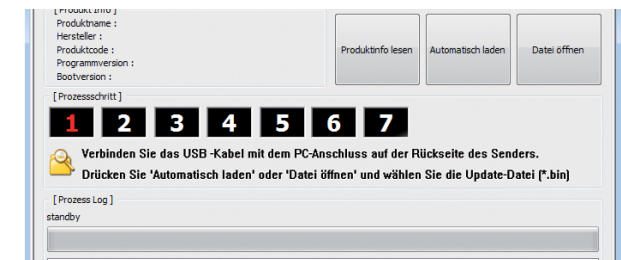 [ Produkt Info ]
Produktname :
Hersteller :
Produktcode :
Programmversion :
Bootversion :
Produktinfo lesen
Automatisch laden
Datei öffnen
[ Prozessschritt ]
1 2 3 4 5 6 7
Verbinden Sie das USB -Kabel mit dem PC-Anschluss auf der Rückseite des Senders.
Drücken Sie 'Automatisch laden' oder 'Datei öffnen' und wählen Sie die Update-Datei (*.bin)
[ Prozess Log ]
standby